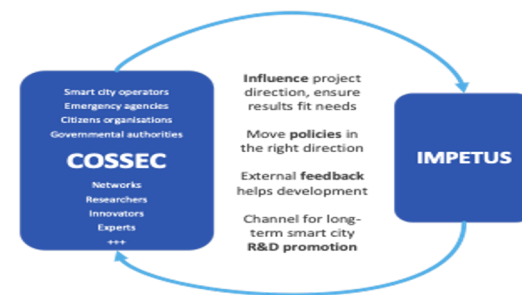 Smart city operators
Emergency agencies
Citizens organisations
Governmental authorities
COSSEC
Networks
Researchers
Innovators
Experts
+++
Influence project
direction, ensure
results fit needs
Move policies in
the right direction
External feedback
helps development
Channel for long-
term smart city
R&D promotion
IMPETUS